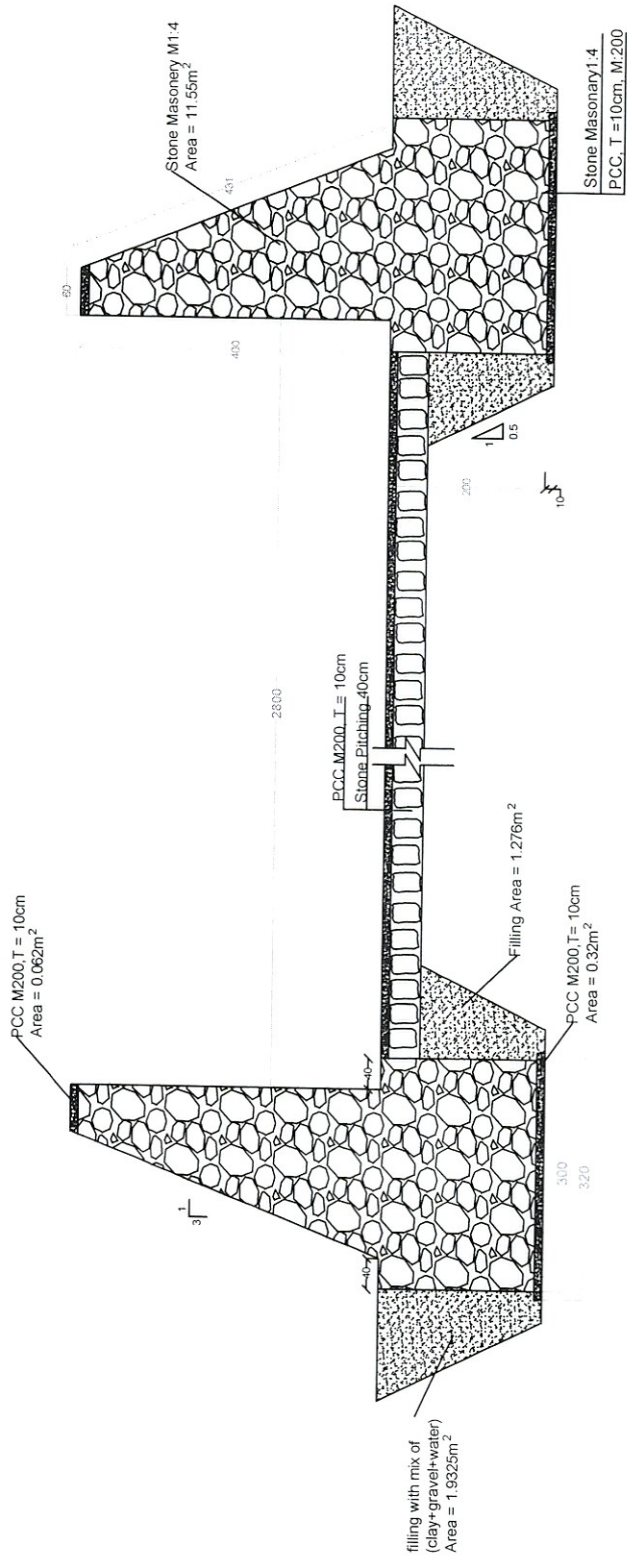 PCC M200,T = 10cm
Area = 0.062m²
60
Stone Masonery M1:4
Area = 11.55m²
431
400
2800
3
1
40
40
PCC M200, T = 10cm
Stone Pitching 40cm
filling with mix of
(clay+gravel+water)
Area = 1.9325m²
Filling Area = 1.276m²
1
0.5
200
10
300
320
PCC M200,T= 10cm
Area = 0.32m²
Stone Masonary1:4
PCC, T =10cm, M:200